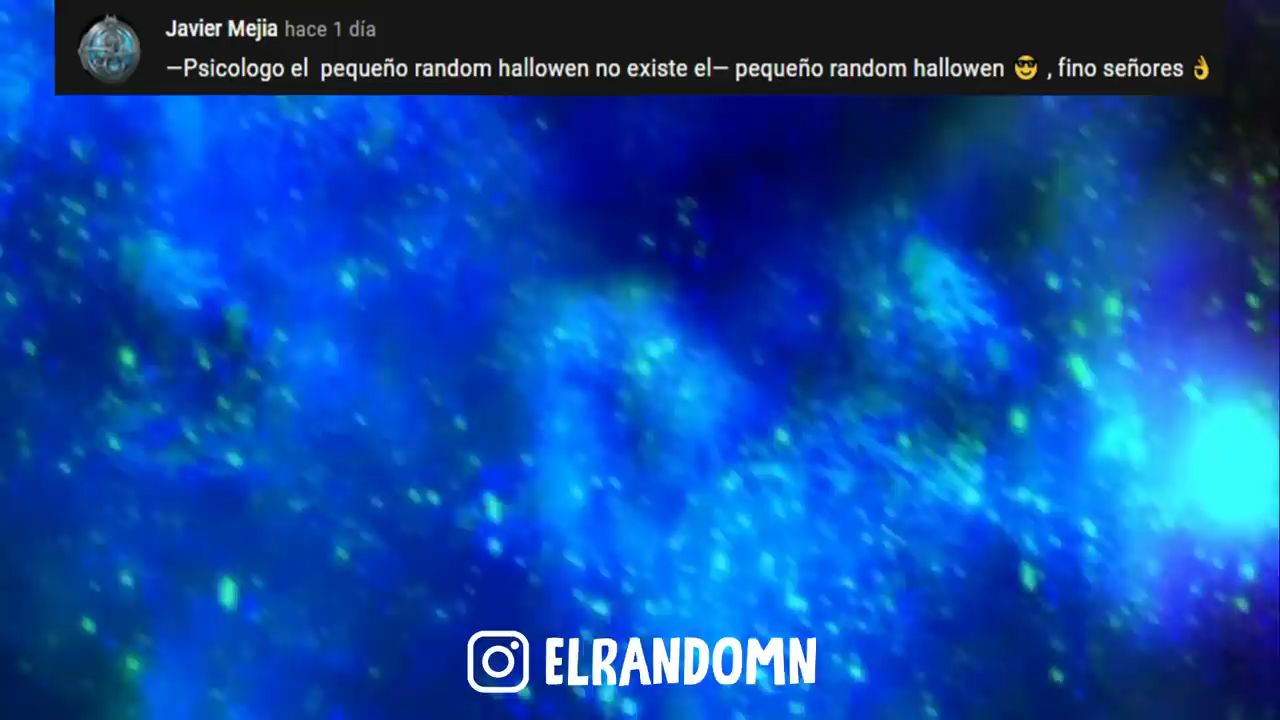 Javier Mejia hace 1 día
—Psicologo el  pequeño random hallowen no existe el— pequeño random hallowen 😎 , fino señores 👌
ELRANDOMN